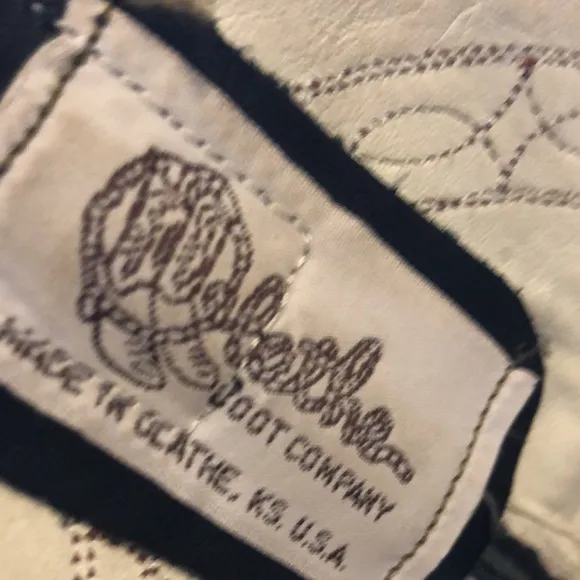 Olathe
BOOT COMPANY
MADE IN OLATHE, KS. U.S.A.